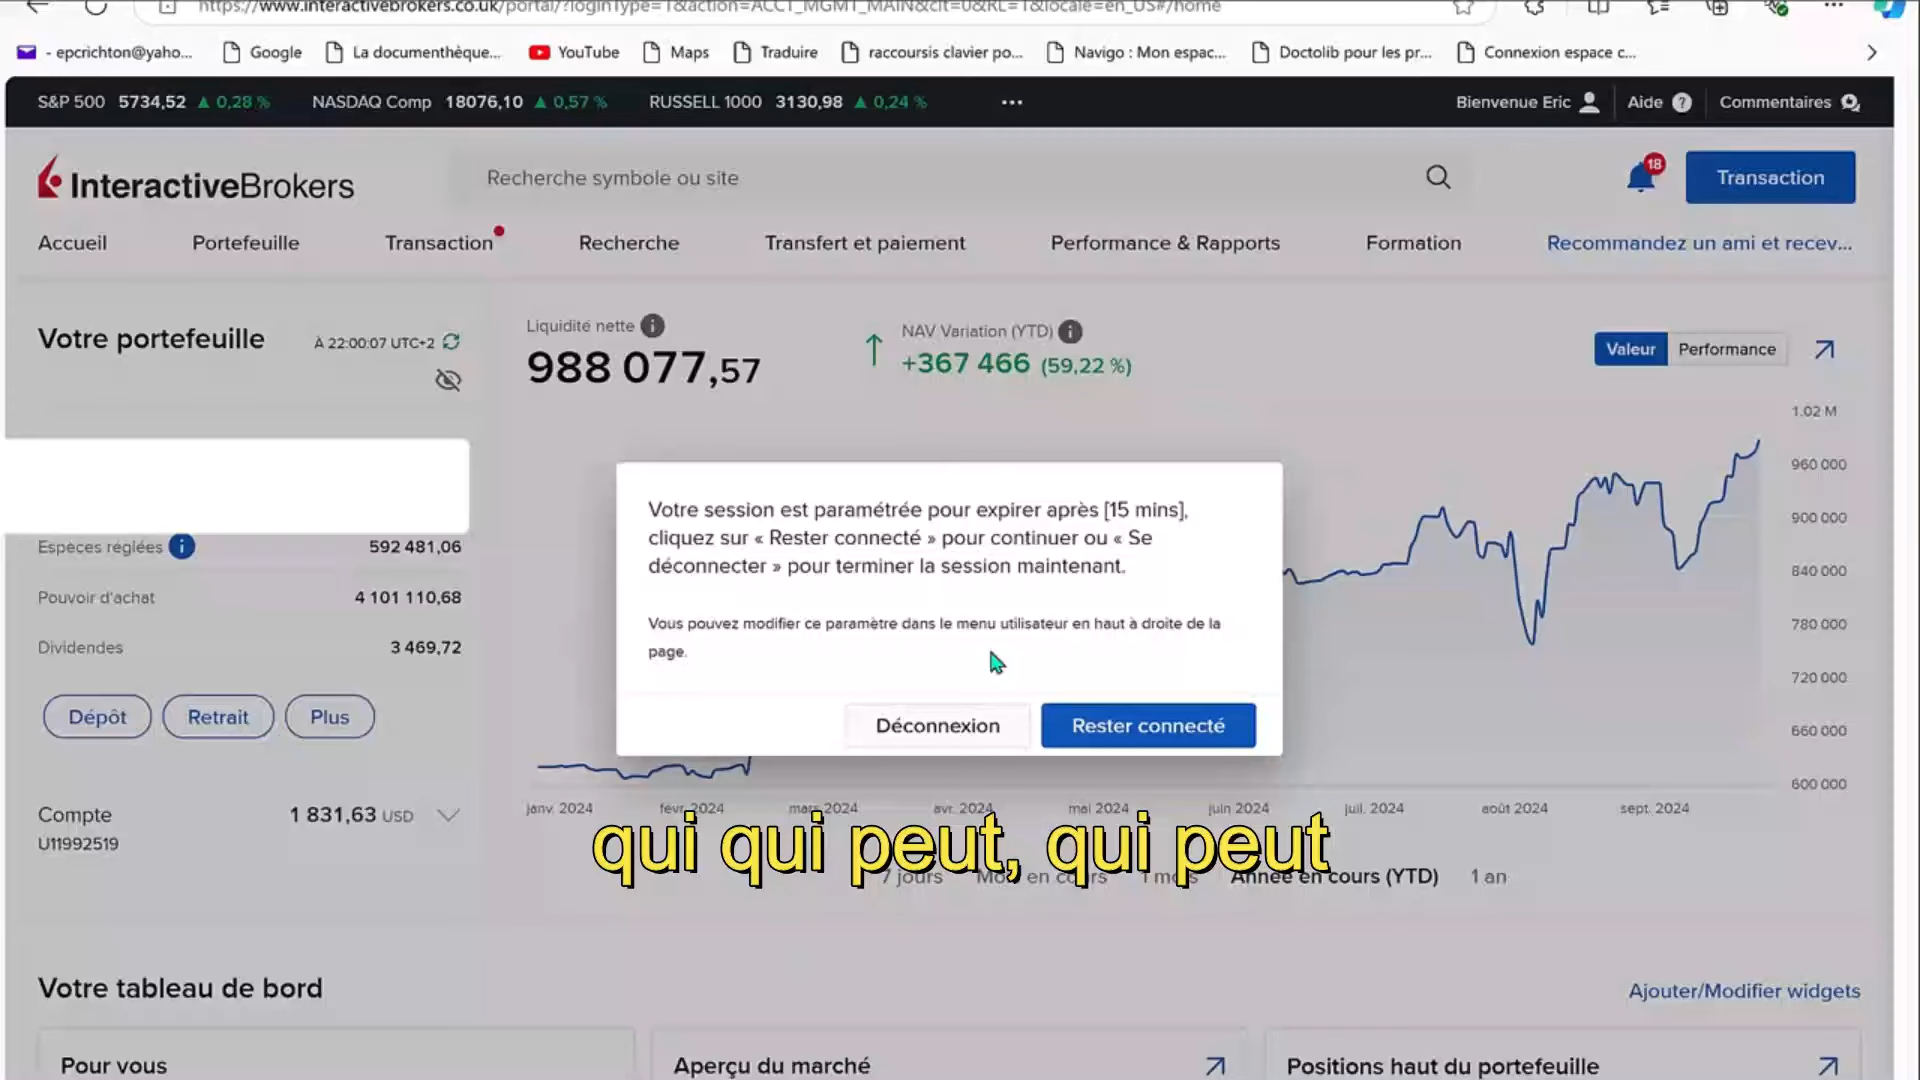 https://www.interactivebrokers.co.uk/portal/?loginType=1&action=ACCT_MGMT_MAIN&clt=0&RL=1&locale=en_US#/home
- epcrichton@yaho...
Google
La documenthèque...
YouTube
Maps
Traduire
raccoursis clavier po...
Navigo : Mon espac...
Doctolib pour les pr...
Connexion espace c...
S&P 500 5734,52 ▲ 0,28 % NASDAQ Comp 18076,10 ▲ 0,57 % RUSSELL 1000 3130,98 ▲ 0,24 % ...
Bienvenue Eric
Aide ?
Commentaires
InteractiveBrokers
Recherche symbole ou site
18
Transaction
Accueil
Portefeuille
Transaction
Recherche
Transfert et paiement
Performance & Rapports
Formation
Recommandez un ami et recev...
Votre portefeuille
À 22:00:07 UTC+2
Liquidité nette i
988 077,57
NAV Variation (YTD) i
+367 466 (59,22 %)
Valeur
Performance
Espèces réglées i 592 481,06
Pouvoir d'achat 4 101 110,68
Dividendes 3 469,72
Dépôt
Retrait
Plus
Compte 1 831,63 USD
U11992519
Votre session est paramétrée pour expirer après [15 mins],
cliquez sur « Rester connecté » pour continuer ou « Se
déconnecter » pour terminer la session maintenant.
Vous pouvez modifier ce paramètre dans le menu utilisateur en haut à droite de la
page.
Déconnexion
Rester connecté
1.02 M
960 000
900 000
840 000
780 000
720 000
660 000
600 000
janv. 2024
févr. 2024
mars 2024
avr. 2024
mai 2024
juin 2024
juil. 2024
août 2024
sept. 2024
qui qui peut, qui peut
7 jours
Mois en cours
1 mois
Année en cours (YTD)
1 an
Votre tableau de bord
Ajouter/Modifier widgets
Pour vous
Aperçu du marché
Positions haut du portefeuille